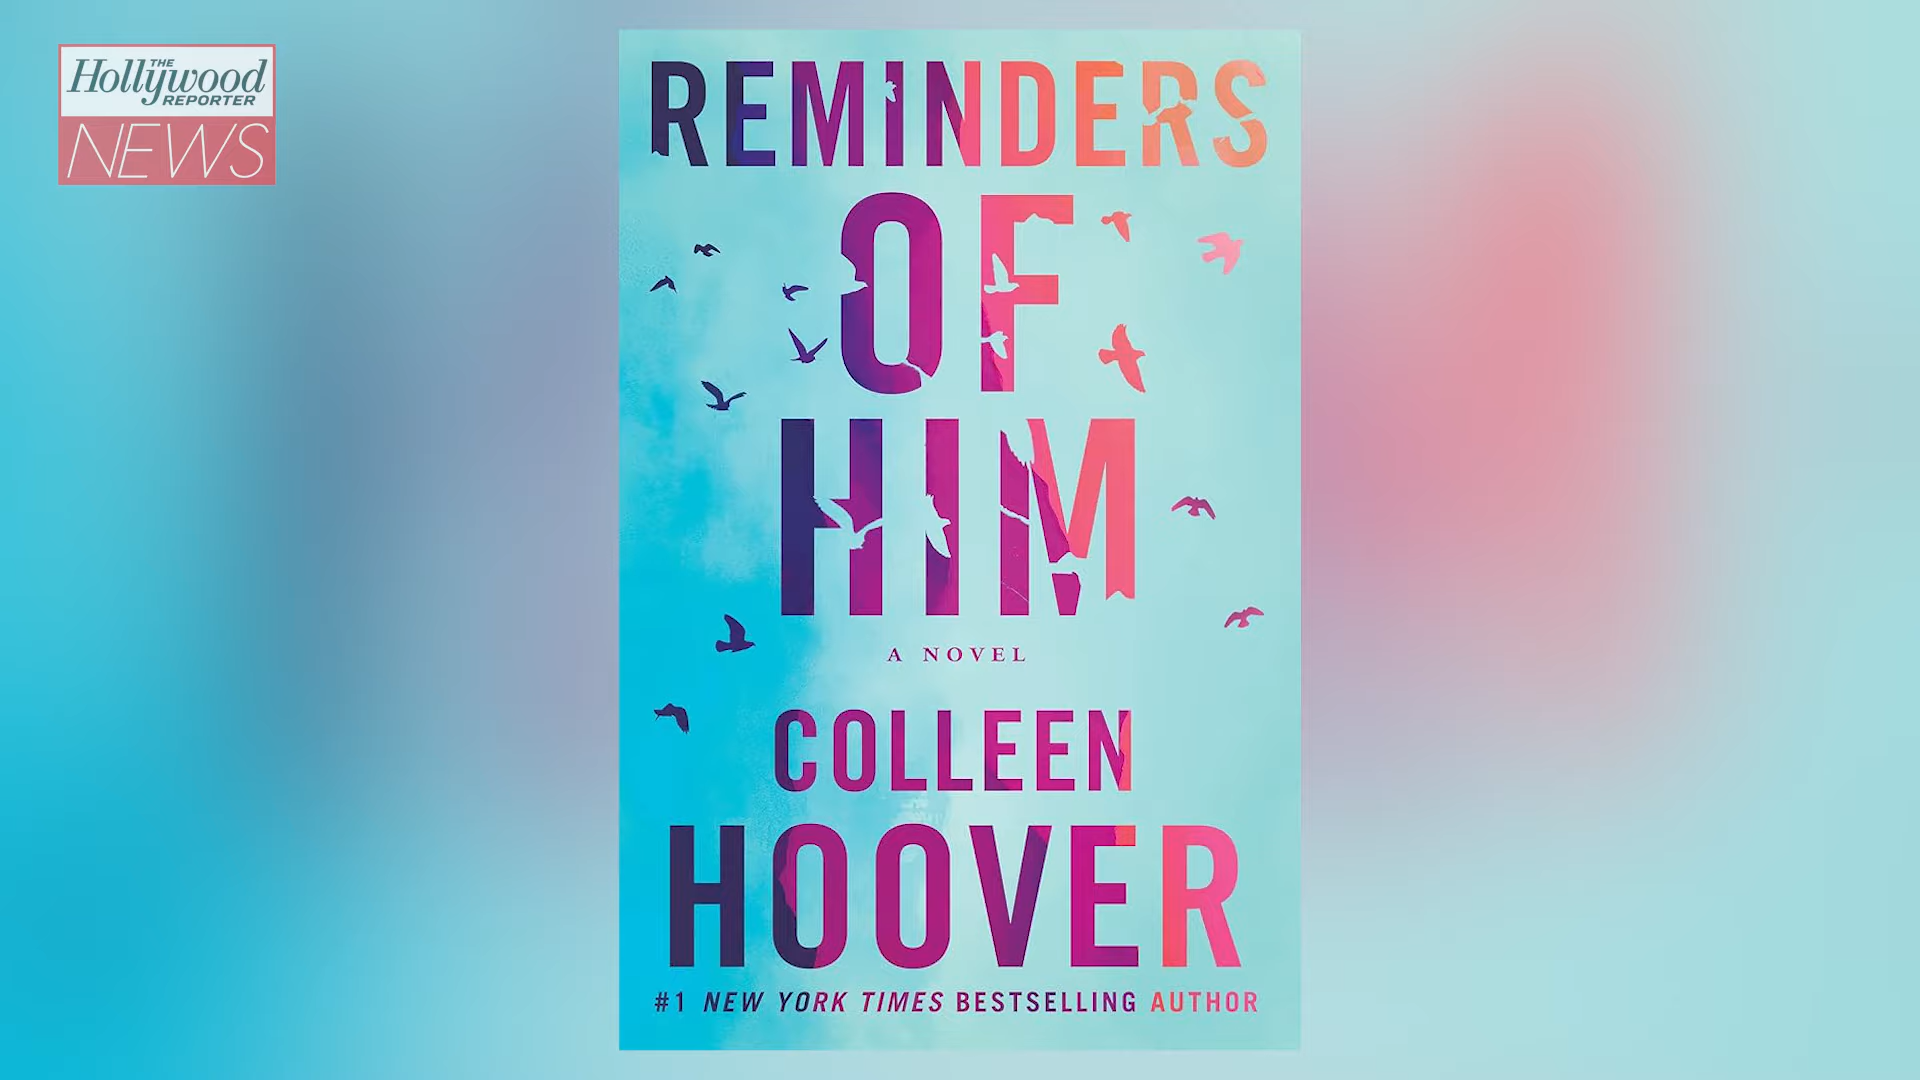 THE
Hollywood
REPORTER
NEWS
REMINDERS
OF
HIM
A NOVEL
COLLEEN
HOOVER
#1 NEW YORK TIMES BESTSELLING AUTHOR